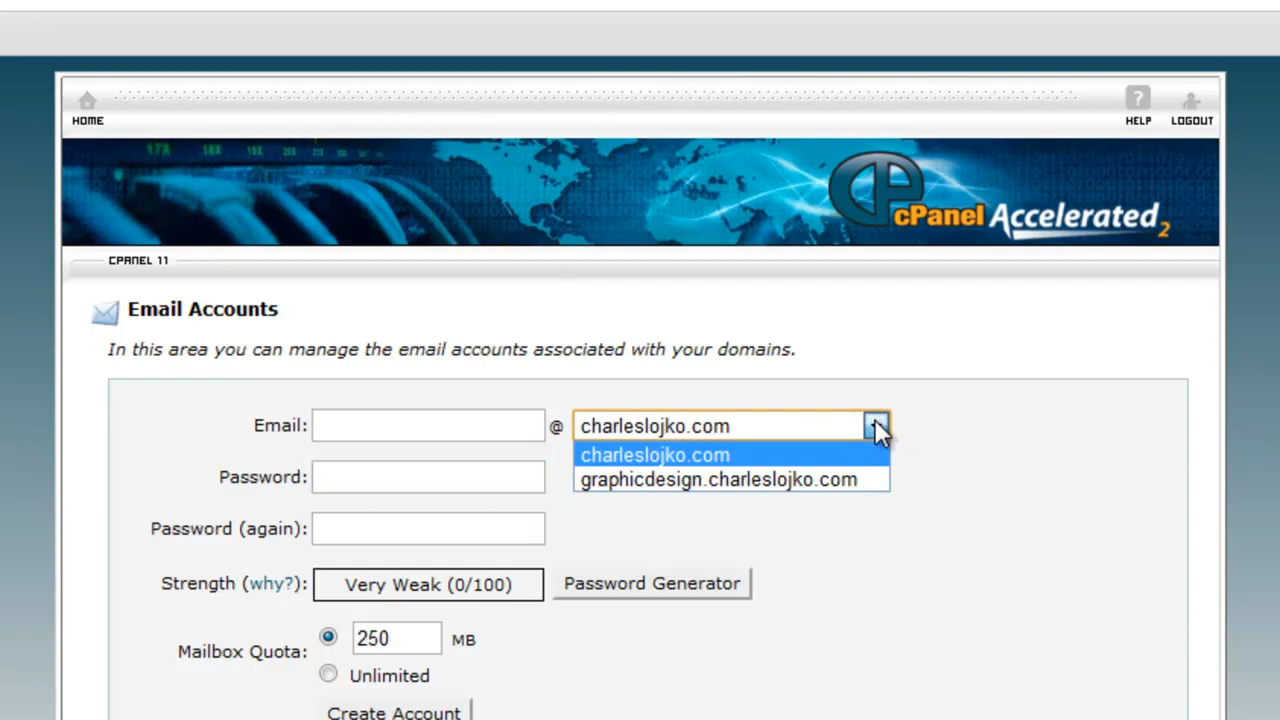 HOME
HELP
LOGOUT
cPanel Accelerated 2
CPANEL 11
Email Accounts
In this area you can manage the email accounts associated with your domains.
Email: @ charleslojko.com
charleslojko.com
Password: graphicdesign.charleslojko.com
Password (again):
Strength (why?): Very Weak (0/100) Password Generator
Mailbox Quota: 250 MB
Unlimited
Create Account